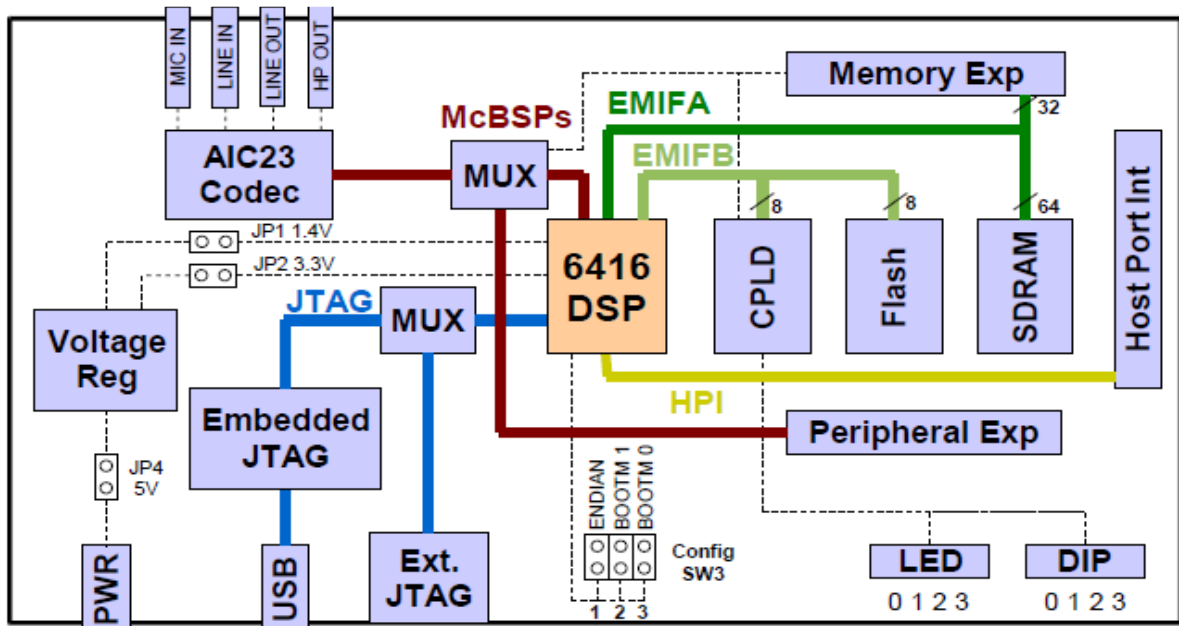 MIC IN
LINE IN
LINE OUT
HP OUT
Memory Exp
EMIFA
32
McBSPs
AIC23
Codec
MUX
EMIFB
8
8
64
Host Port Int
JP1 1.4V
JP2 3.3V
6416
DSP
CPLD
Flash
SDRAM
JTAG
MUX
Voltage
Reg
HPI
Embedded
JTAG
Peripheral Exp
JP4
5V
ENDIAN
BOOTM 1
BOOTM 0
Config
SW3
PWR
USB
Ext.
JTAG
1 2 3
LED
DIP
0 1 2 3
0 1 2 3